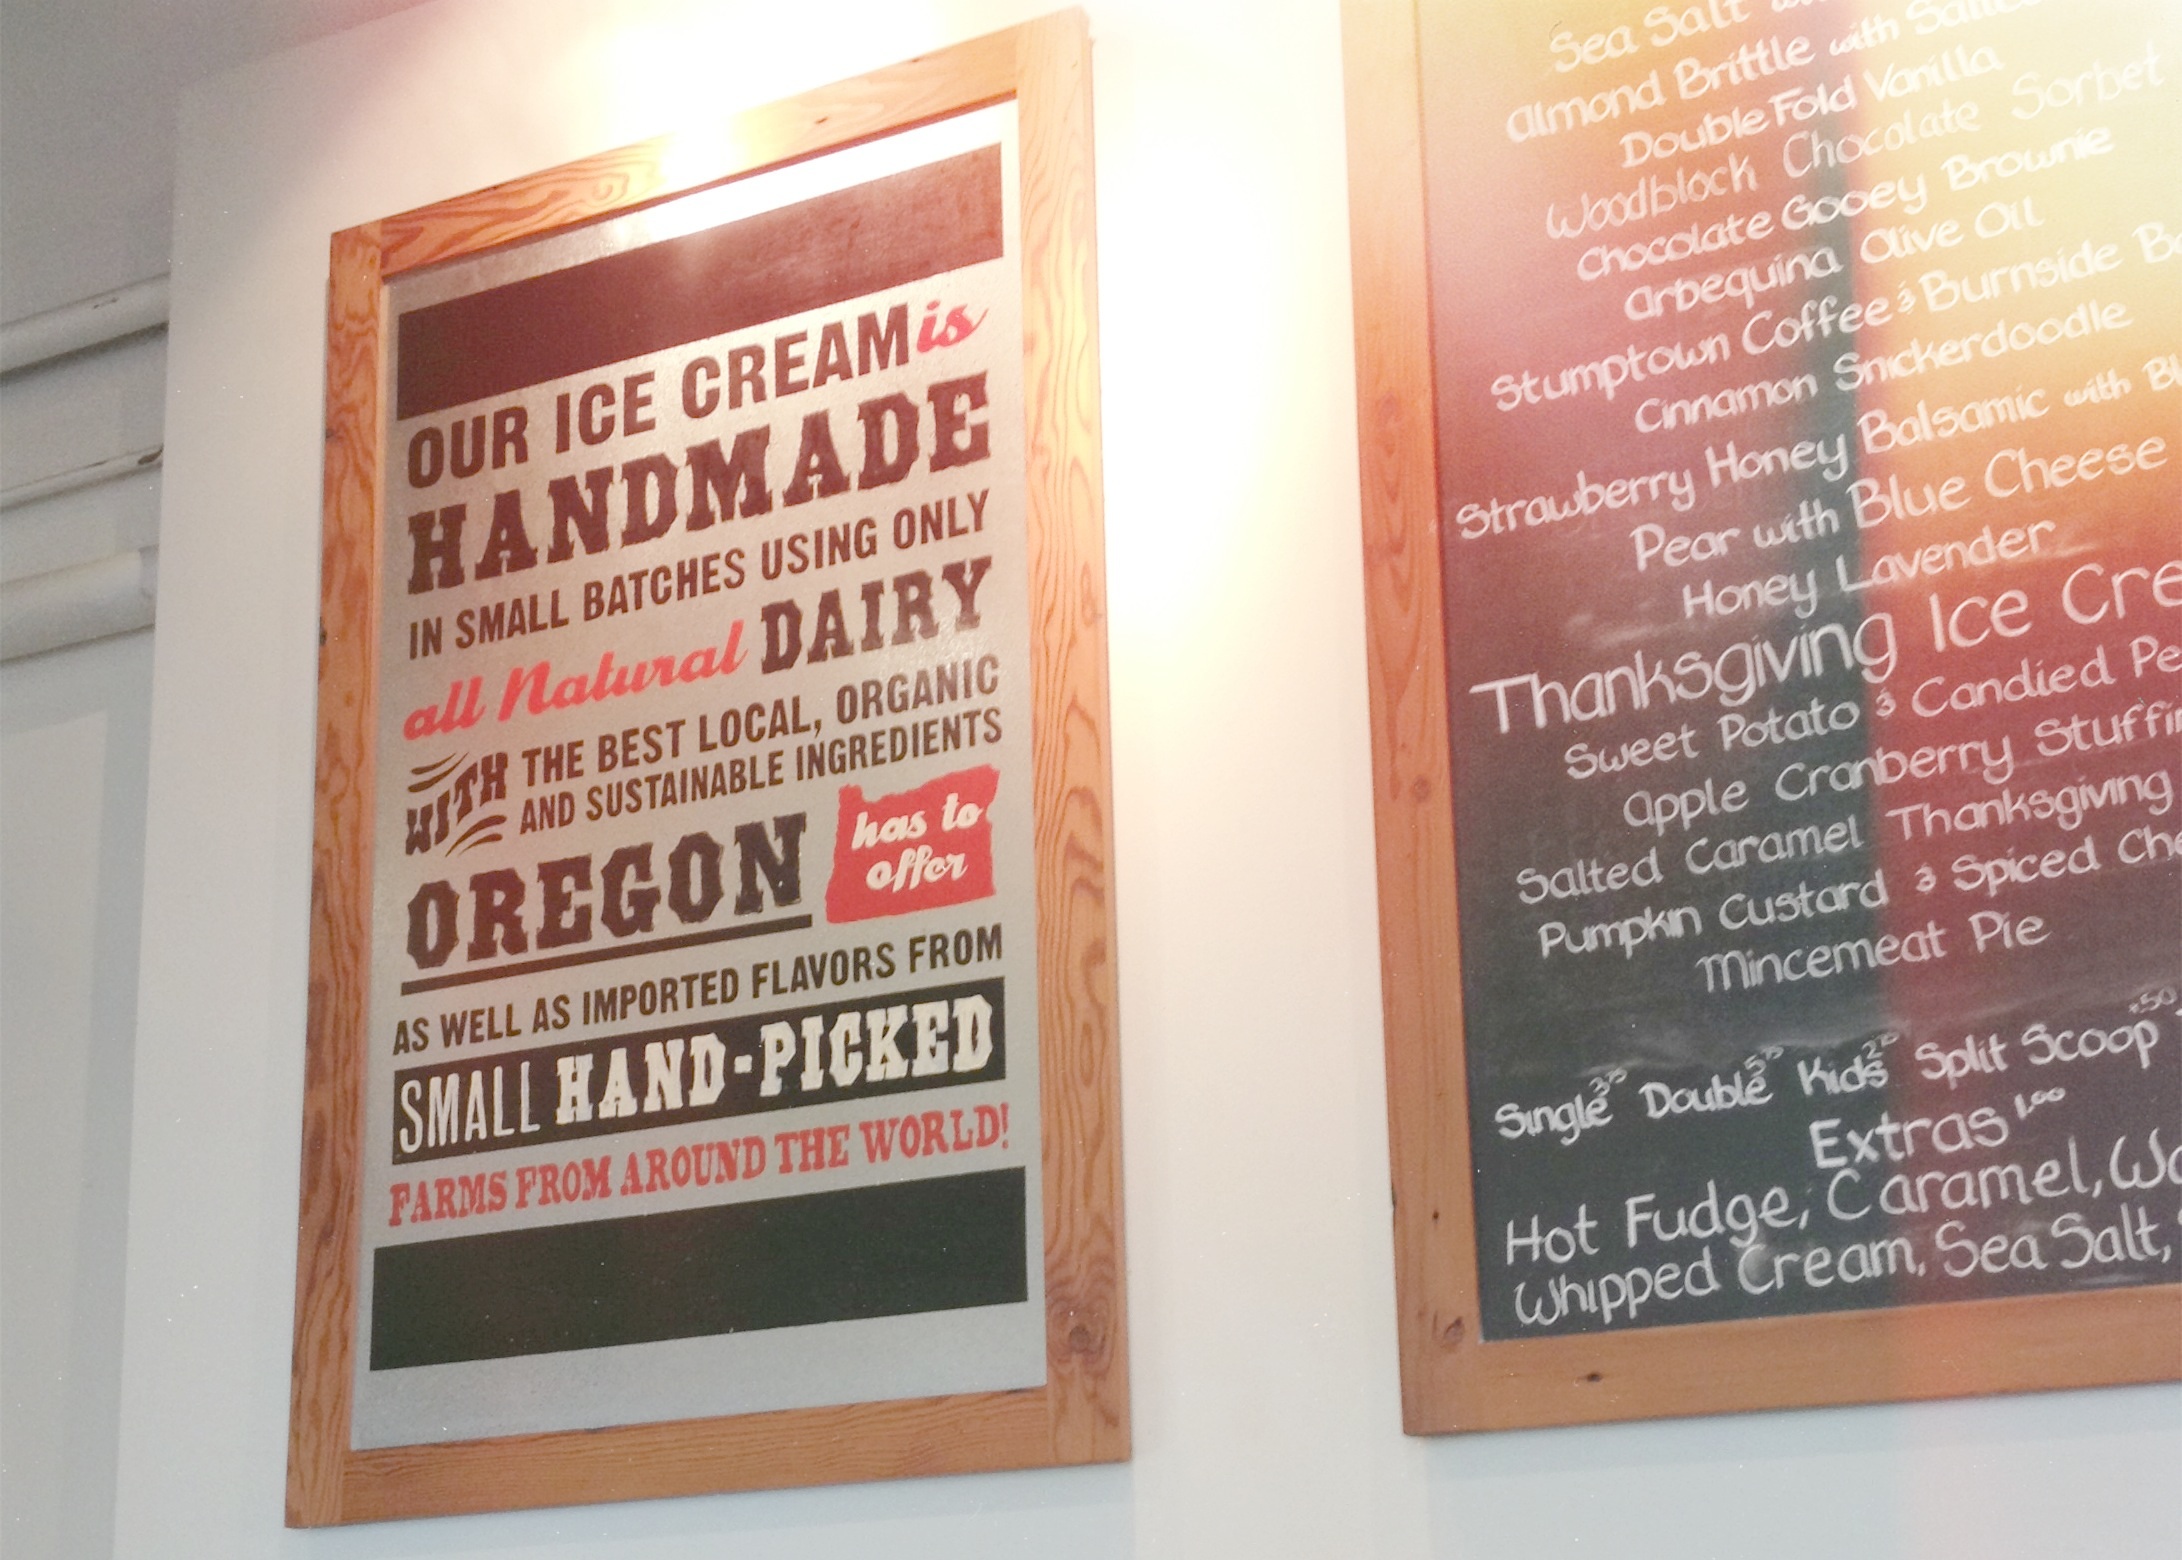 OUR ICE CREAM is
HANDMADE
IN SMALL BATCHES USING ONLY
all Natural DAIRY
WITH THE BEST LOCAL, ORGANIC
AND SUSTAINABLE INGREDIENTS
OREGON has to offer
AS WELL AS IMPORTED FLAVORS FROM
SMALL HAND-PICKED
FARMS FROM AROUND THE WORLD!
Sea Salt
Almond Brittle with
Double Fold Vanilla
Woodblock Chocolate Sorbet
Chocolate Gooey Brownie
Arbequina Olive Oil
Stumptown Coffee & Burnside
Cinnamon Snickerdoodle
Strawberry Honey Balsamic with
Pear with Blue Cheese
Honey Lavender
Thanksgiving Ice
Sweet Potato & Candied
Apple Cranberry
Salted Caramel Thanksgiving
Pumpkin Custard & Spiced
Mincemeat Pie
Single Double Kids Split Scoop .50
Extras 1.00
Hot Fudge, Caramel,
Whipped Cream, Sea Salt,